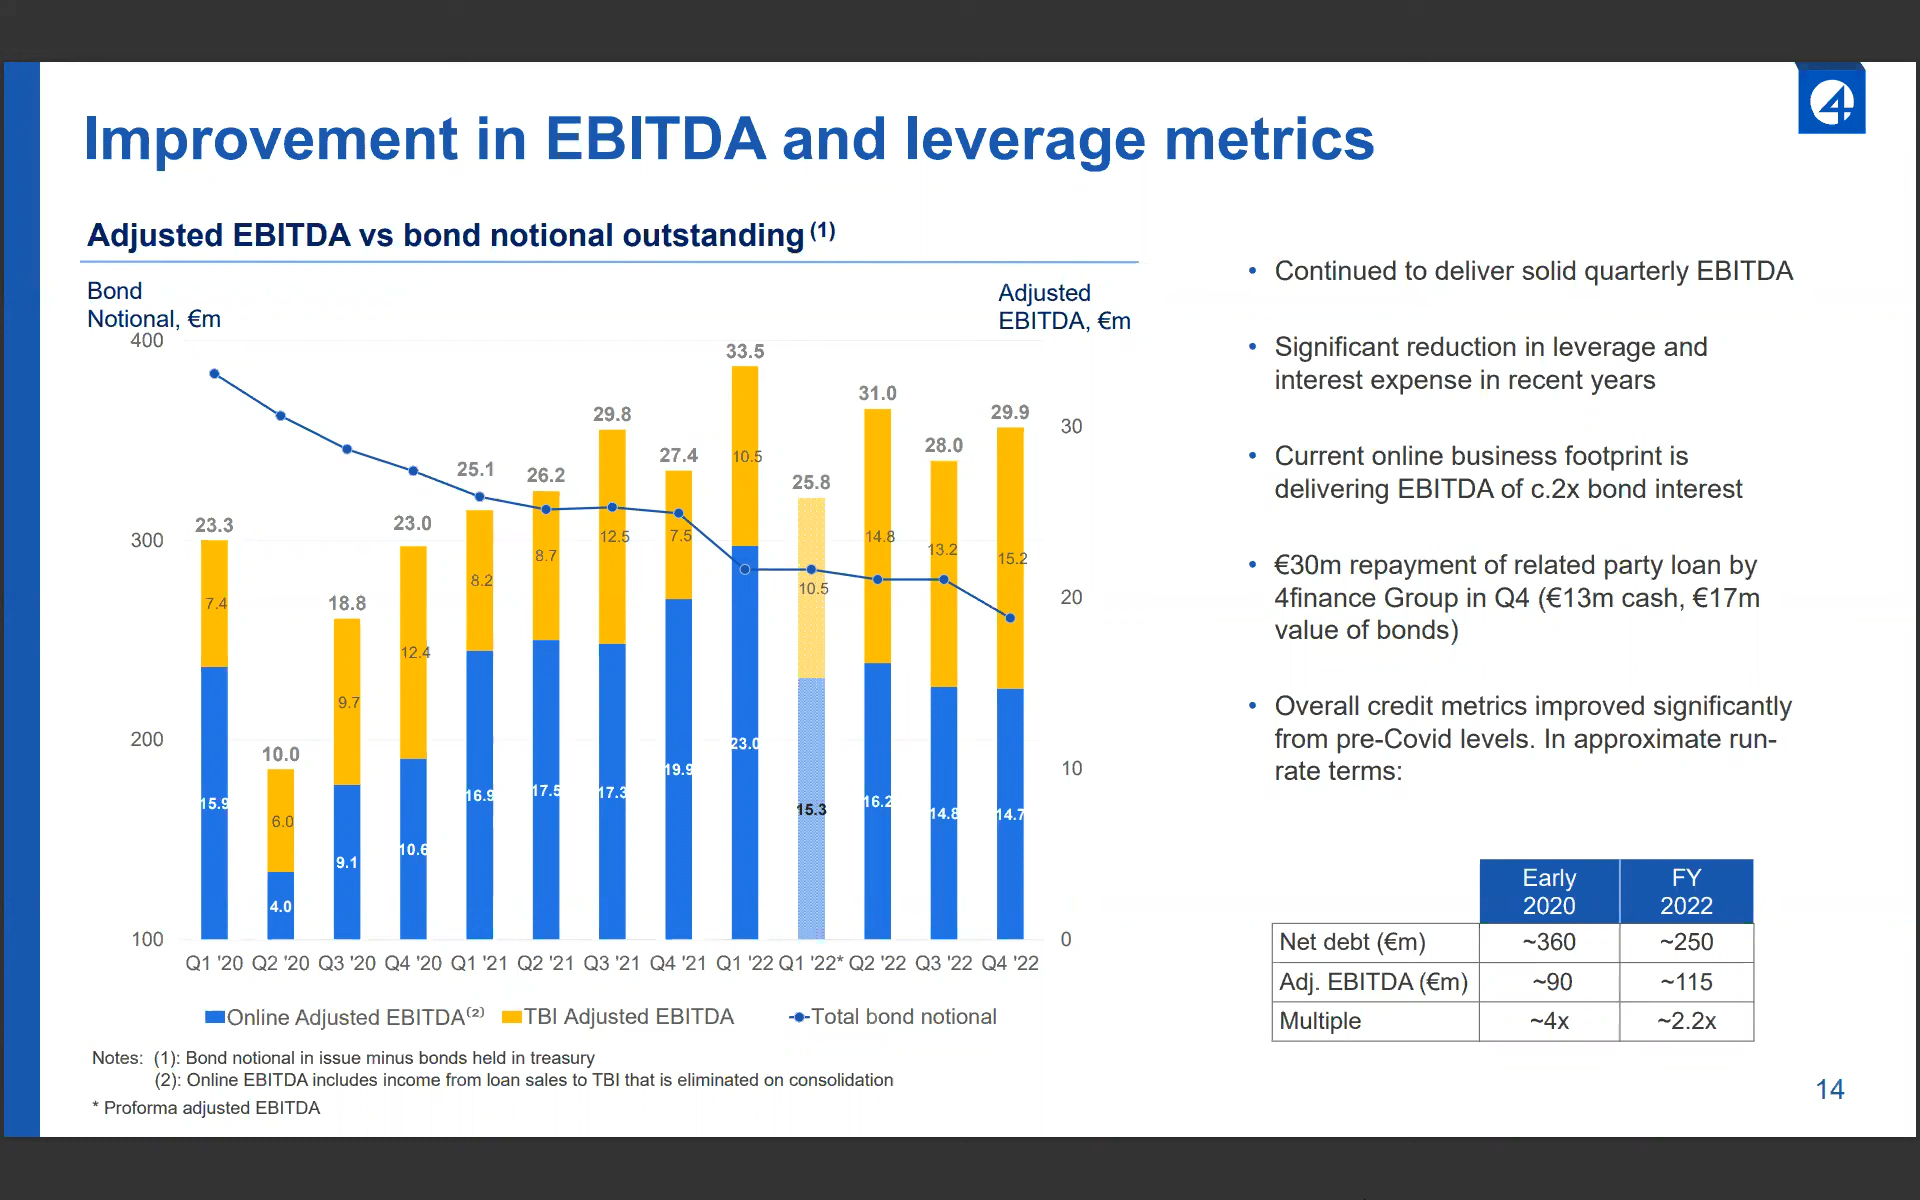 Improvement in EBITDA and leverage metrics
Adjusted EBITDA vs bond notional outstanding (1)
Bond
Notional, €m
Adjusted
EBITDA, €m
400
300
200
100
30
20
10
0
23.3
10.0
18.8
23.0
25.1
26.2
29.8
27.4
33.5
25.8
31.0
28.0
29.9
7.4
6.0
9.7
12.4
8.2
8.7
12.5
7.5
10.5
10.5
14.8
13.2
15.2
15.9
4.0
9.1
10.6
16.9
17.5
17.3
19.9
23.0
15.3
16.2
14.8
14.7
Q1 '20 Q2 '20 Q3 '20 Q4 '20 Q1 '21 Q2 '21 Q3 '21 Q4 '21 Q1 '22 Q1 '22* Q2 '22 Q3 '22 Q4 '22
Online Adjusted EBITDA⁽²⁾ TBI Adjusted EBITDA Total bond notional
Notes: (1): Bond notional in issue minus bonds held in treasury
(2): Online EBITDA includes income from loan sales to TBI that is eliminated on consolidation
* Proforma adjusted EBITDA
• Continued to deliver solid quarterly EBITDA
• Significant reduction in leverage and
interest expense in recent years
• Current online business footprint is
delivering EBITDA of c.2x bond interest
• €30m repayment of related party loan by
4finance Group in Q4 (€13m cash, €17m
value of bonds)
• Overall credit metrics improved significantly
from pre-Covid levels. In approximate run-
rate terms:
Early
2020
FY
2022
Net debt (€m) ~360 ~250
Adj. EBITDA (€m) ~90 ~115
Multiple ~4x ~2.2x
14